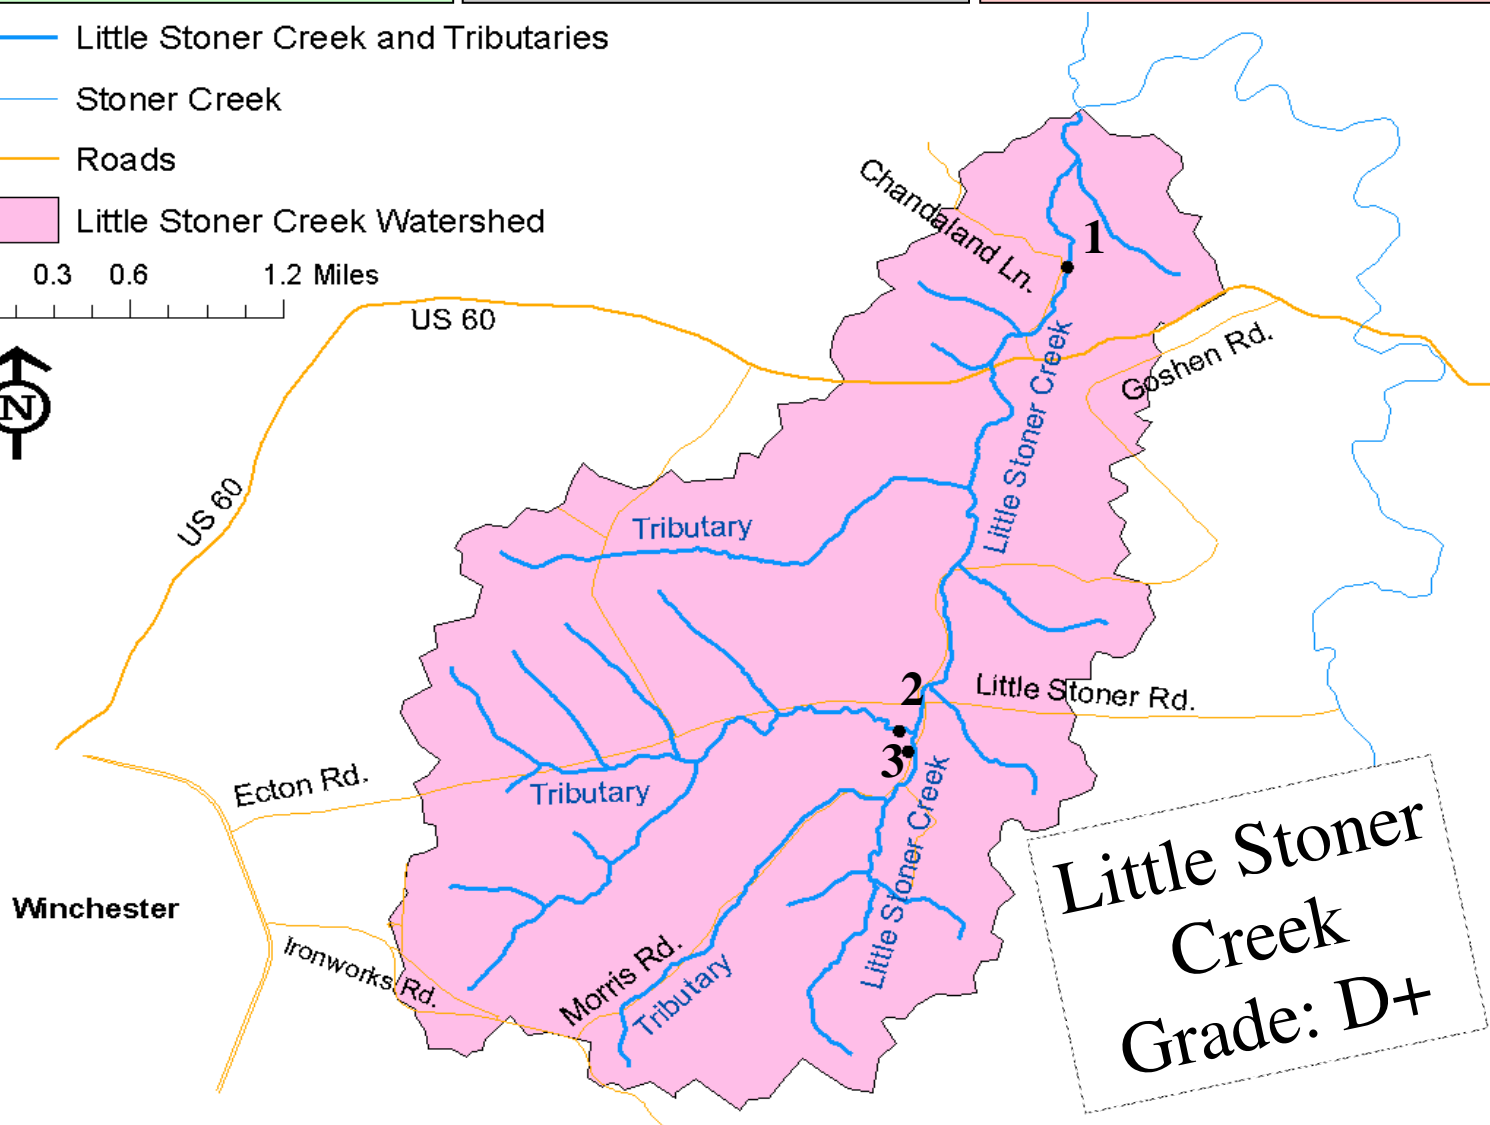 Little Stoner Creek and Tributaries
Stoner Creek
Roads
Little Stoner Creek Watershed
0.3 0.6 1.2 Miles
N
US 60
US 60
Chandaland Ln.
1
Goshen Rd.
Little Stoner Creek
Tributary
2
Little Stoner Rd.
3
Ecton Rd.
Tributary
Little Stoner Creek
Winchester
Ironworks Rd.
Morris Rd.
Tributary
Little Stoner
Creek
Grade: D+